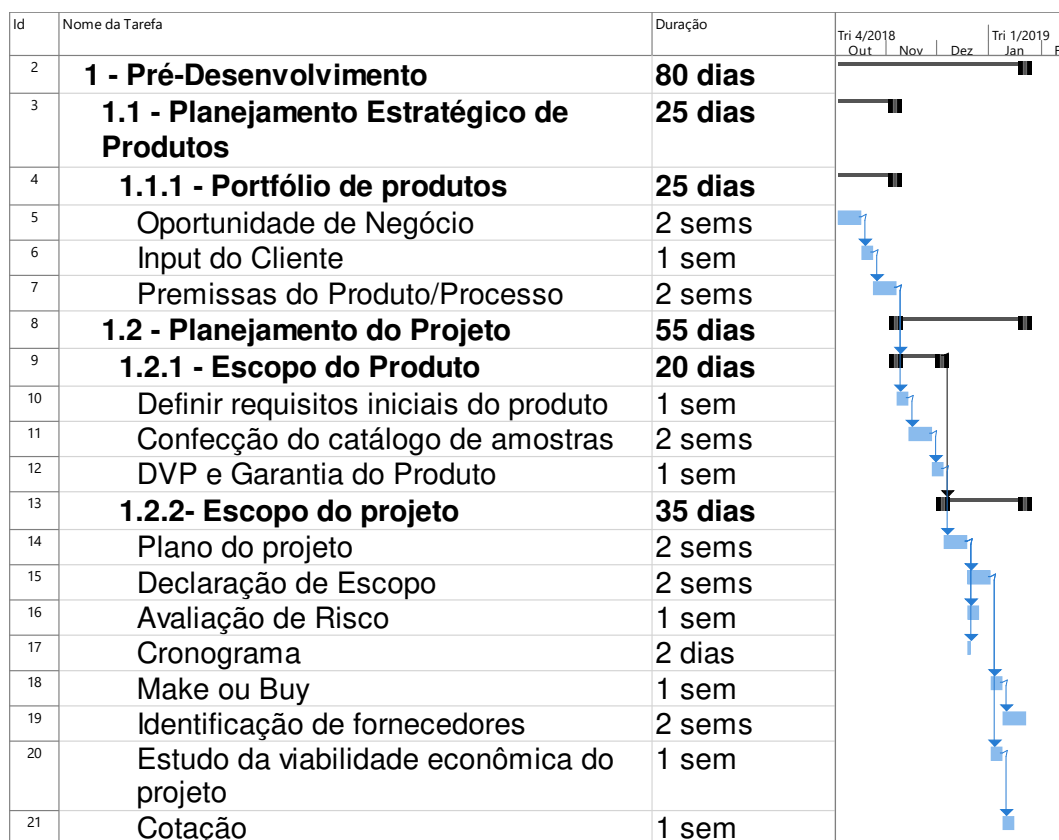 Id Nome da Tarefa Duração Tri 4/2018 Tri 1/2019
Out Nov Dez Jan F
2 1 - Pré-Desenvolvimento 80 dias
3 1.1 - Planejamento Estratégico de 25 dias
Produtos
4 1.1.1 - Portfólio de produtos 25 dias
5 Oportunidade de Negócio 2 sems
6 Input do Cliente 1 sem
7 Premissas do Produto/Processo 2 sems
8 1.2 - Planejamento do Projeto 55 dias
9 1.2.1 - Escopo do Produto 20 dias
10 Definir requisitos iniciais do produto 1 sem
11 Confecção do catálogo de amostras 2 sems
12 DVP e Garantia do Produto 1 sem
13 1.2.2- Escopo do projeto 35 dias
14 Plano do projeto 2 sems
15 Declaração de Escopo 2 sems
16 Avaliação de Risco 1 sem
17 Cronograma 2 dias
18 Make ou Buy 1 sem
19 Identificação de fornecedores 2 sems
20 Estudo da viabilidade econômica do 1 sem
projeto
21 Cotação 1 sem